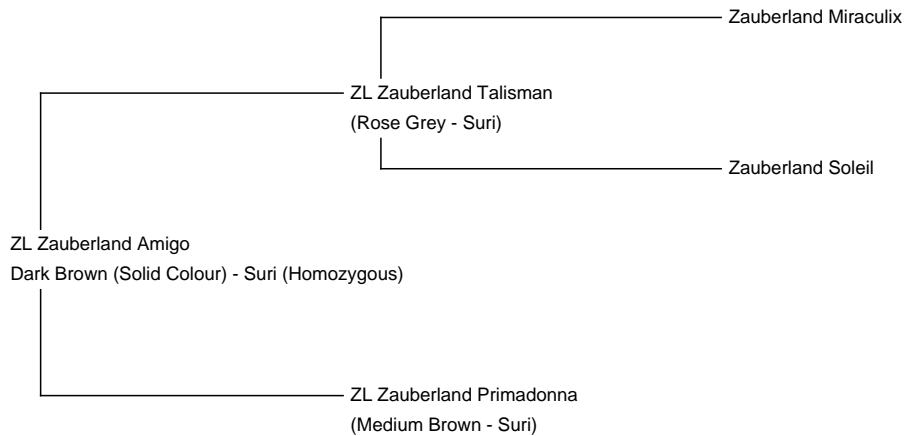 Zauberland Miraculix
ZL Zauberland Talisman
(Rose Grey - Suri)
Zauberland Soleil
ZL Zauberland Amigo
Dark Brown (Solid Colour) - Suri (Homozygous)
ZL Zauberland Primadonna
(Medium Brown - Suri)